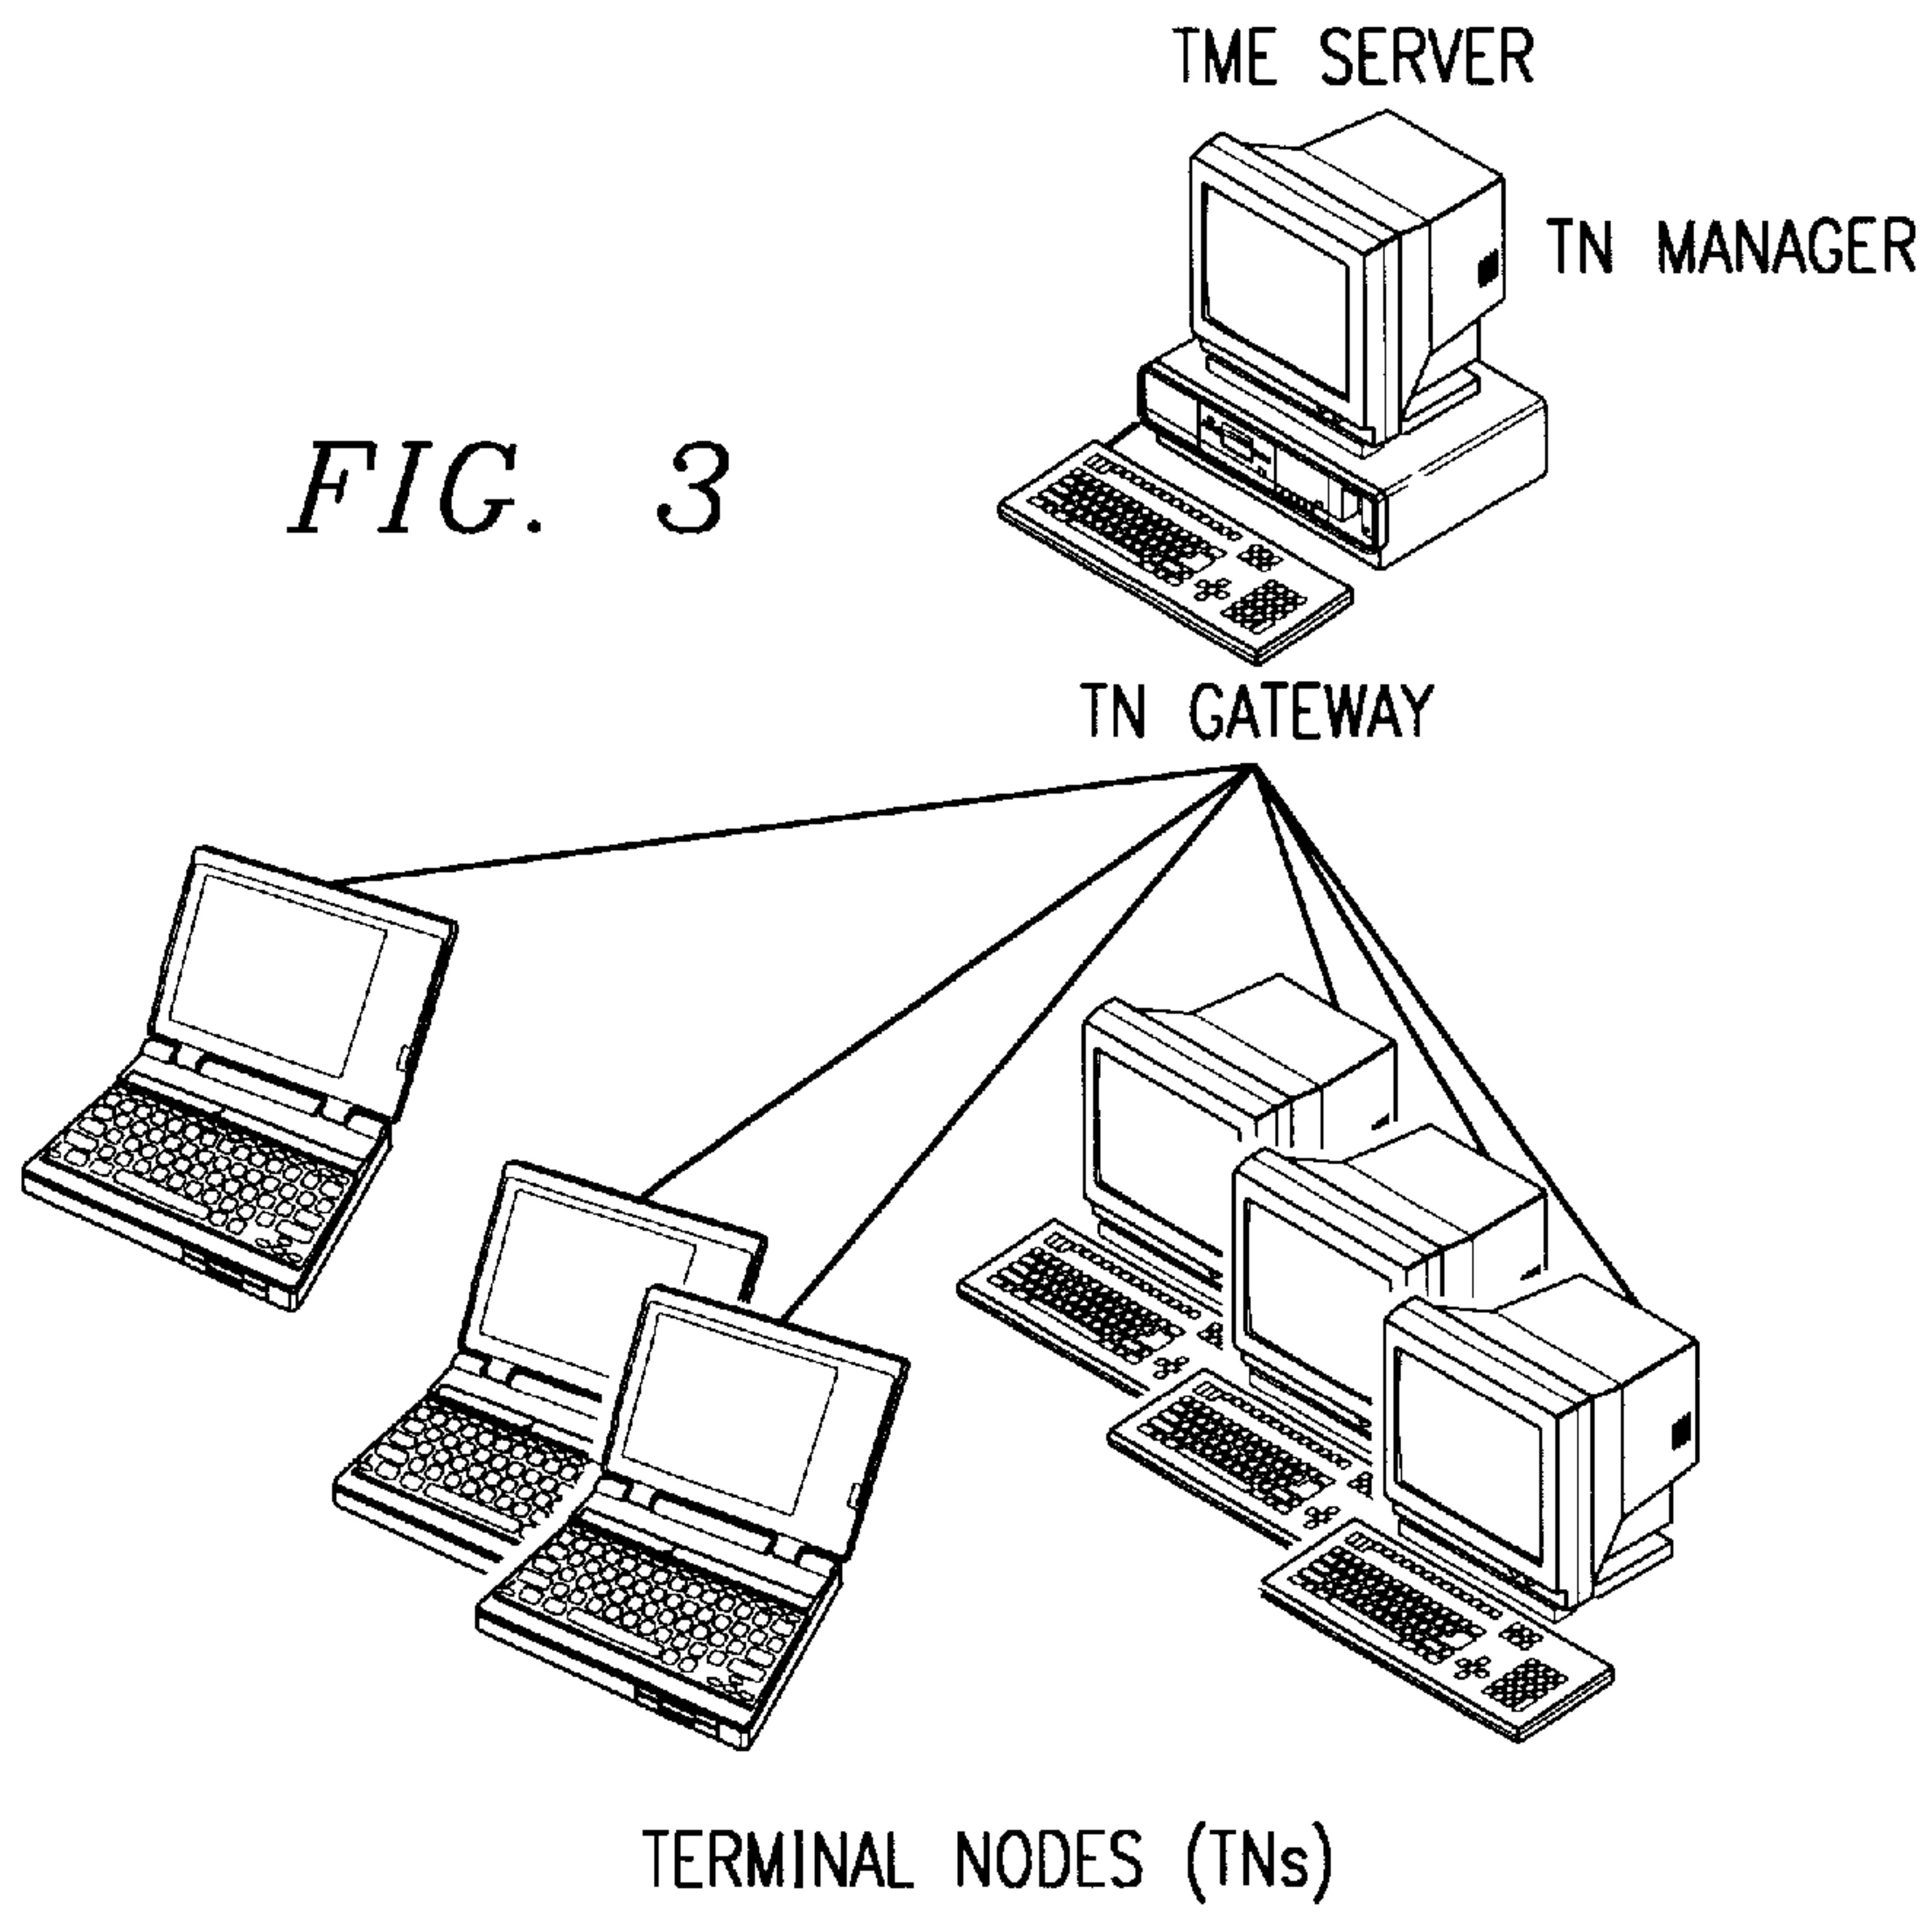 TME SERVER
TN MANAGER
FIG. 3
TN GATEWAY
TERMINAL NODES (TNs)